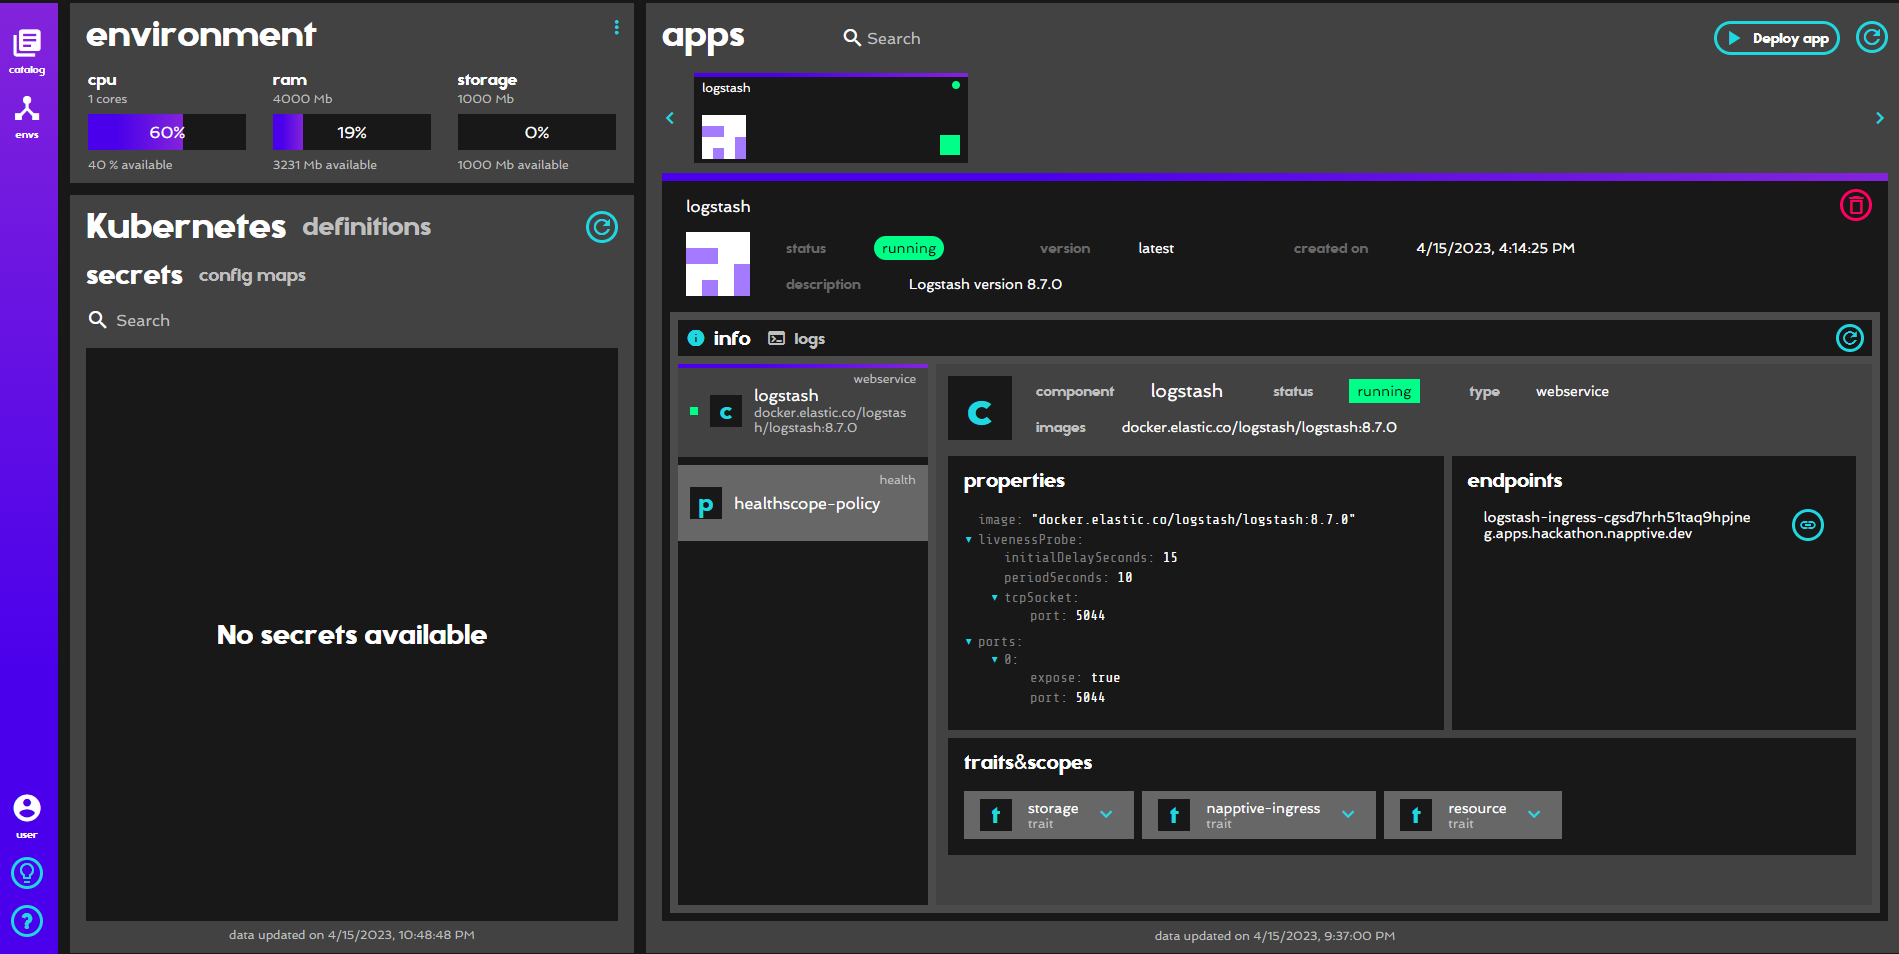 catalog
envs
user
?
environment
cpu
1 cores
60%
40 % available
ram
4000 Mb
19%
3231 Mb available
storage
1000 Mb
0%
1000 Mb available
Kubernetes definitions
secrets config maps
Search
No secrets available
data updated on 4/15/2023, 10:48:48 PM
apps
Search
Deploy app
logstash
logstash
status running version latest created on 4/15/2023, 4:14:25 PM
description Logstash version 8.7.0
info logs
webservice
c logstash
docker.elastic.co/logstas
h/logstash:8.7.0
health
p healthscope-policy
c
component logstash status running type webservice
images docker.elastic.co/logstash/logstash:8.7.0
properties
image: "docker.elastic.co/logstash/logstash:8.7.0"
livenessProbe:
initialDelaySeconds: 15
periodSeconds: 10
tcpSocket:
port: 5044
ports:
0:
expose: true
port: 5044
endpoints
logstash-ingress-cgsd7hrh51taq9hpjne
g.apps.hackathon.napptive.dev
traits&scopes
t storage
trait
t napptive-ingress
trait
t resource
trait
data updated on 4/15/2023, 9:37:00 PM